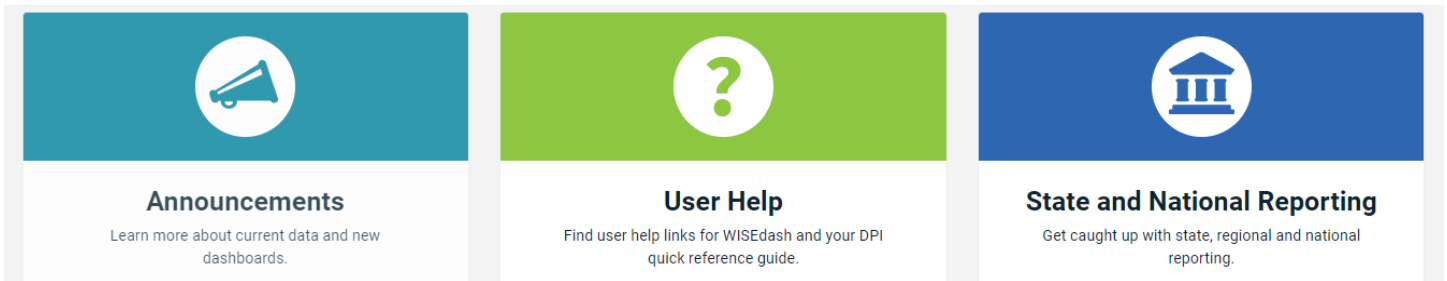 Announcements
Learn more about current data and new
dashboards.
User Help
Find user help links for WISEdash and your DPI
quick reference guide.
State and National Reporting
Get caught up with state, regional and national
reporting.